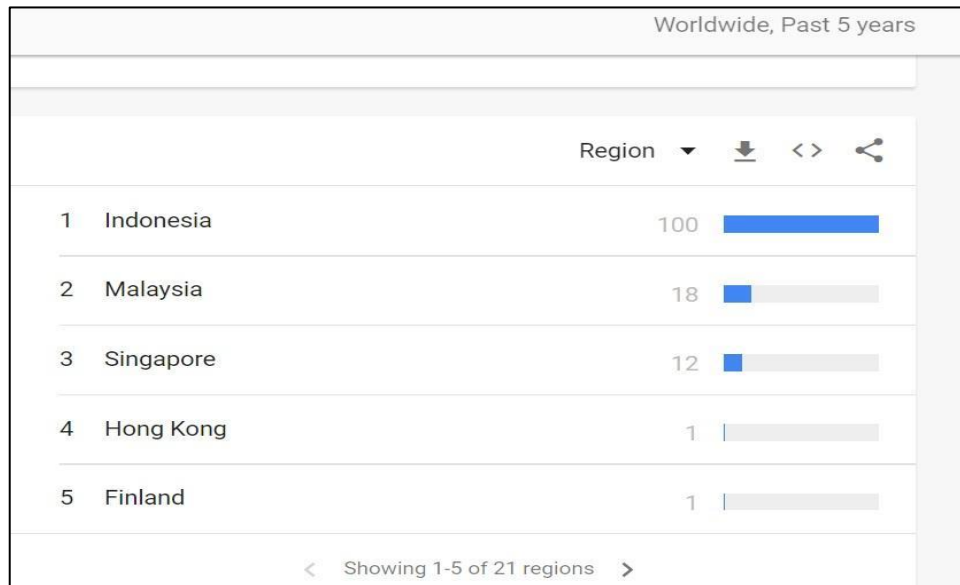 Worldwide, Past 5 years
Region
1 Indonesia 100
2 Malaysia 18
3 Singapore 12
4 Hong Kong 1
5 Finland 1
Showing 1-5 of 21 regions